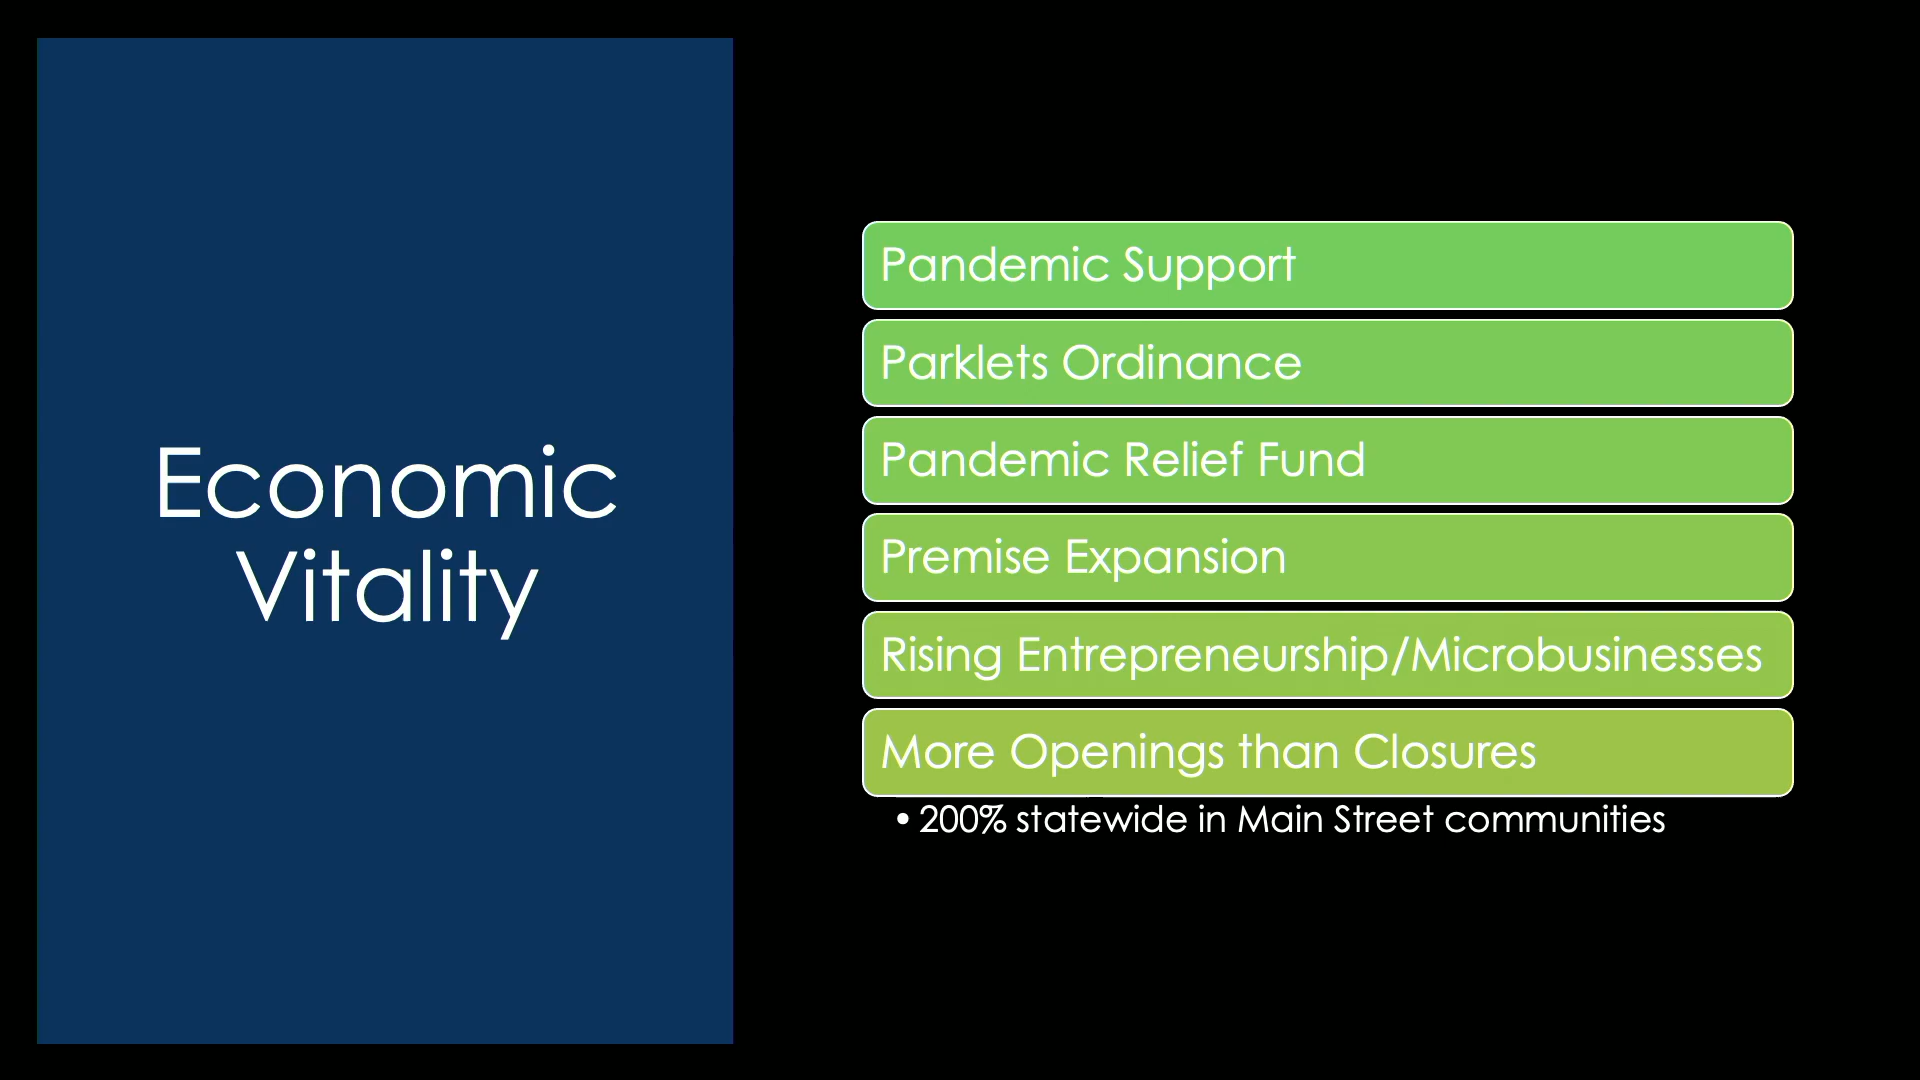 Economic
Vitality
Pandemic Support
Parklets Ordinance
Pandemic Relief Fund
Premise Expansion
Rising Entrepreneurship/Microbusinesses
More Openings than Closures
• 200% statewide in Main Street communities